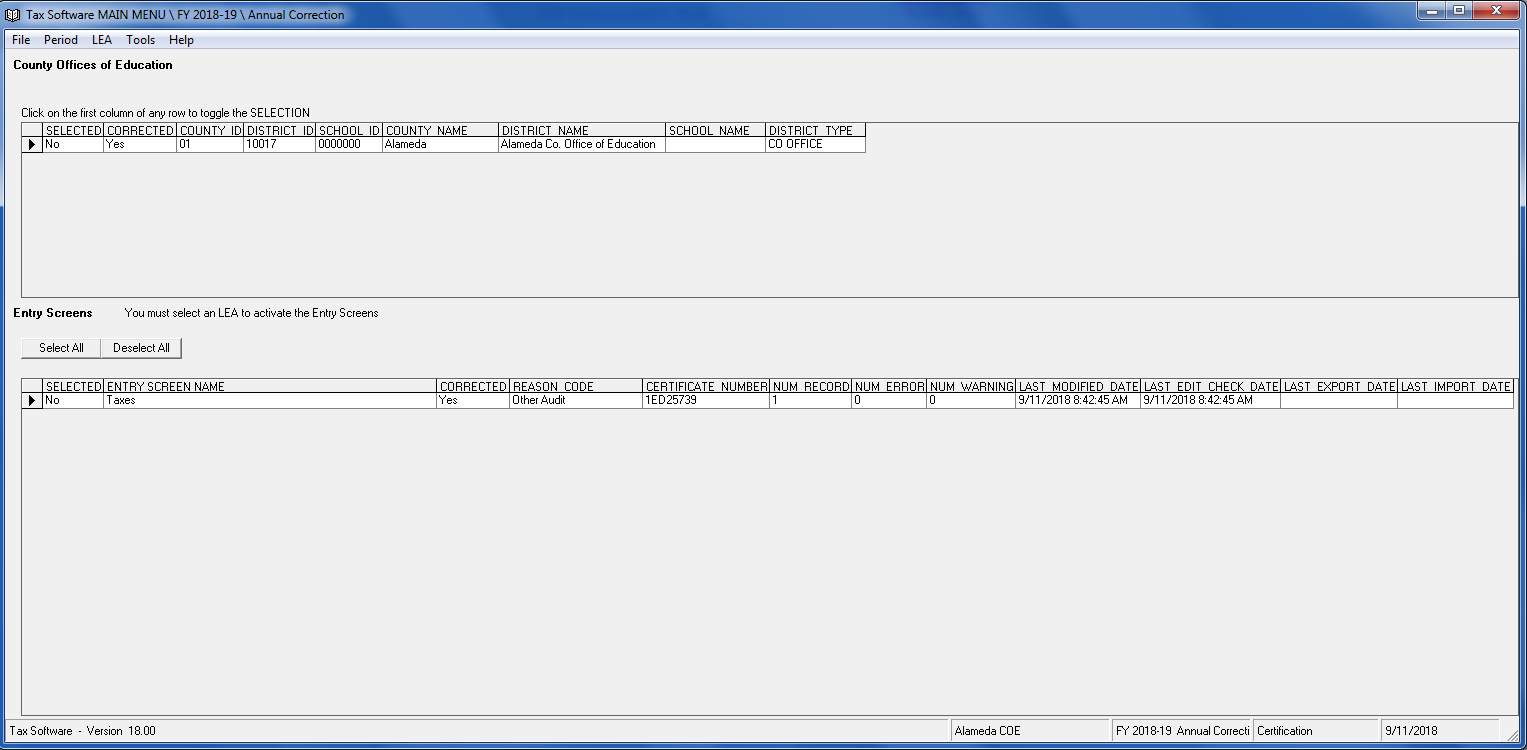 Tax Software MAIN MENU \ FY 2018-19 \ Annual Correction
File Period LEA Tools Help
County Offices of Education
Click on the first column of any row to toggle the SELECTION
SELECTED CORRECTED COUNTY_ID DISTRICT_ID SCHOOL_ID COUNTY_NAME DISTRICT_NAME SCHOOL_NAME DISTRICT_TYPE
No Yes 01 10017 0000000 Alameda Alameda Co. Office of Education CO OFFICE
Entry Screens You must select an LEA to activate the Entry Screens
Select All Deselect All
SELECTED ENTRY SCREEN NAME CORRECTED REASON_CODE CERTIFICATE_NUMBER NUM_RECORD NUM_ERROR NUM_WARNING LAST_MODIFIED_DATE LAST_EDIT_CHECK_DATE LAST_EXPORT_DATE LAST_IMPORT_DATE
No Taxes Yes Other Audit 1ED25739 1 0 0 9/11/2018 8:42:45 AM 9/11/2018 8:42:45 AM
Tax Software - Version 18.00 Alameda COE FY 2018-19 Annual Correcti Certification 9/11/2018